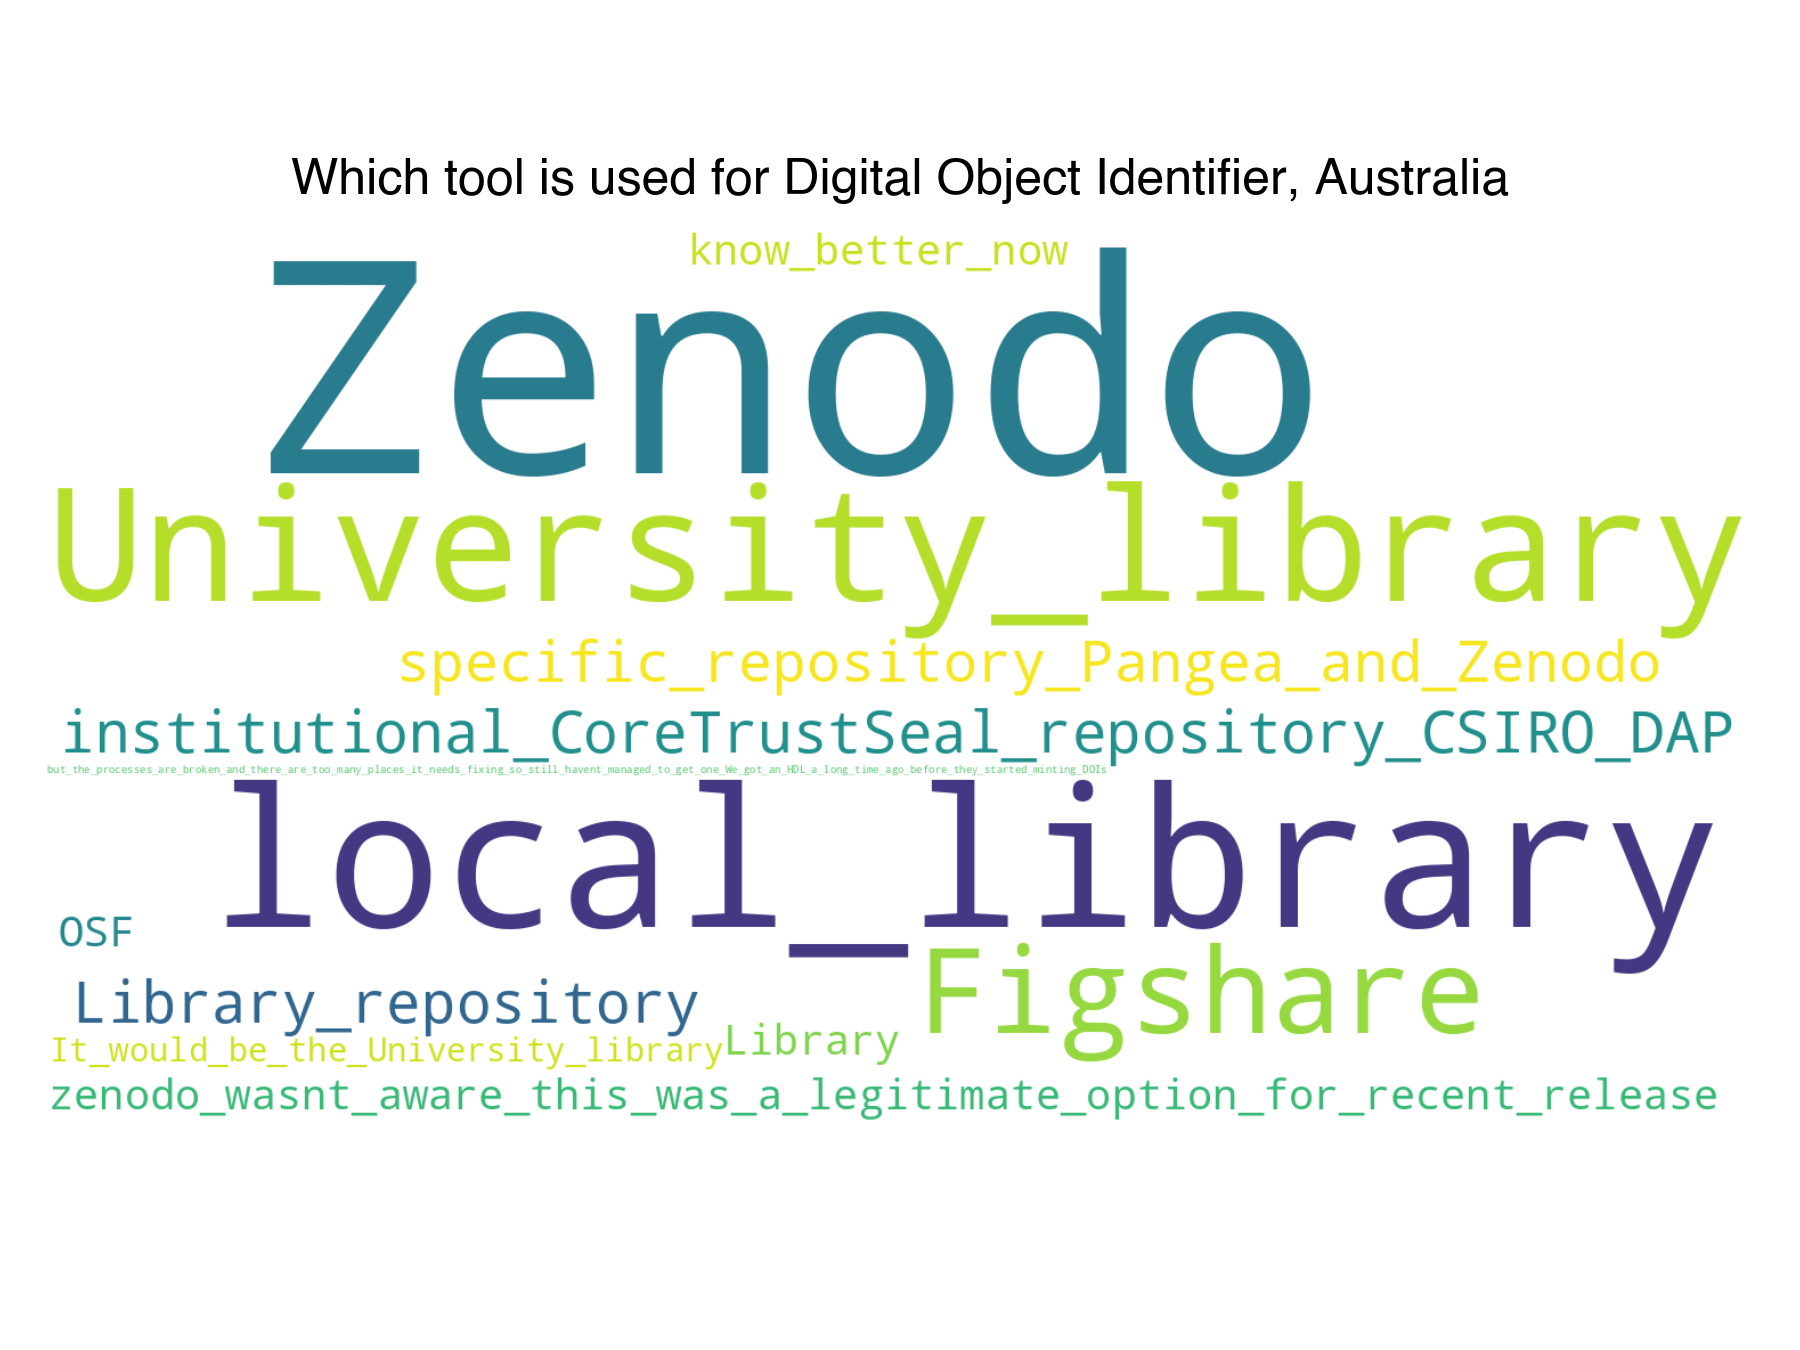 Which tool is used for Digital Object Identifier, Australia
know_better_now
Zenodo
University_library
specific_repository_Pangea_and_Zenodo
institutional_CoreTrustSeal_repository_CSIRO_DAP
but_the_processes_are_broken_and_there_are_too_many_places_it_needs_fixing_so_still_havent_managed_to_get_one_We_got_an_HDL_a_long_time_ago_before_they_started_minting_DOIs
local_library
OSF
Figshare
Library_repository
Library
It_would_be_the_University_library
zenodo_wasnt_aware_this_was_a_legitimate_option_for_recent_release